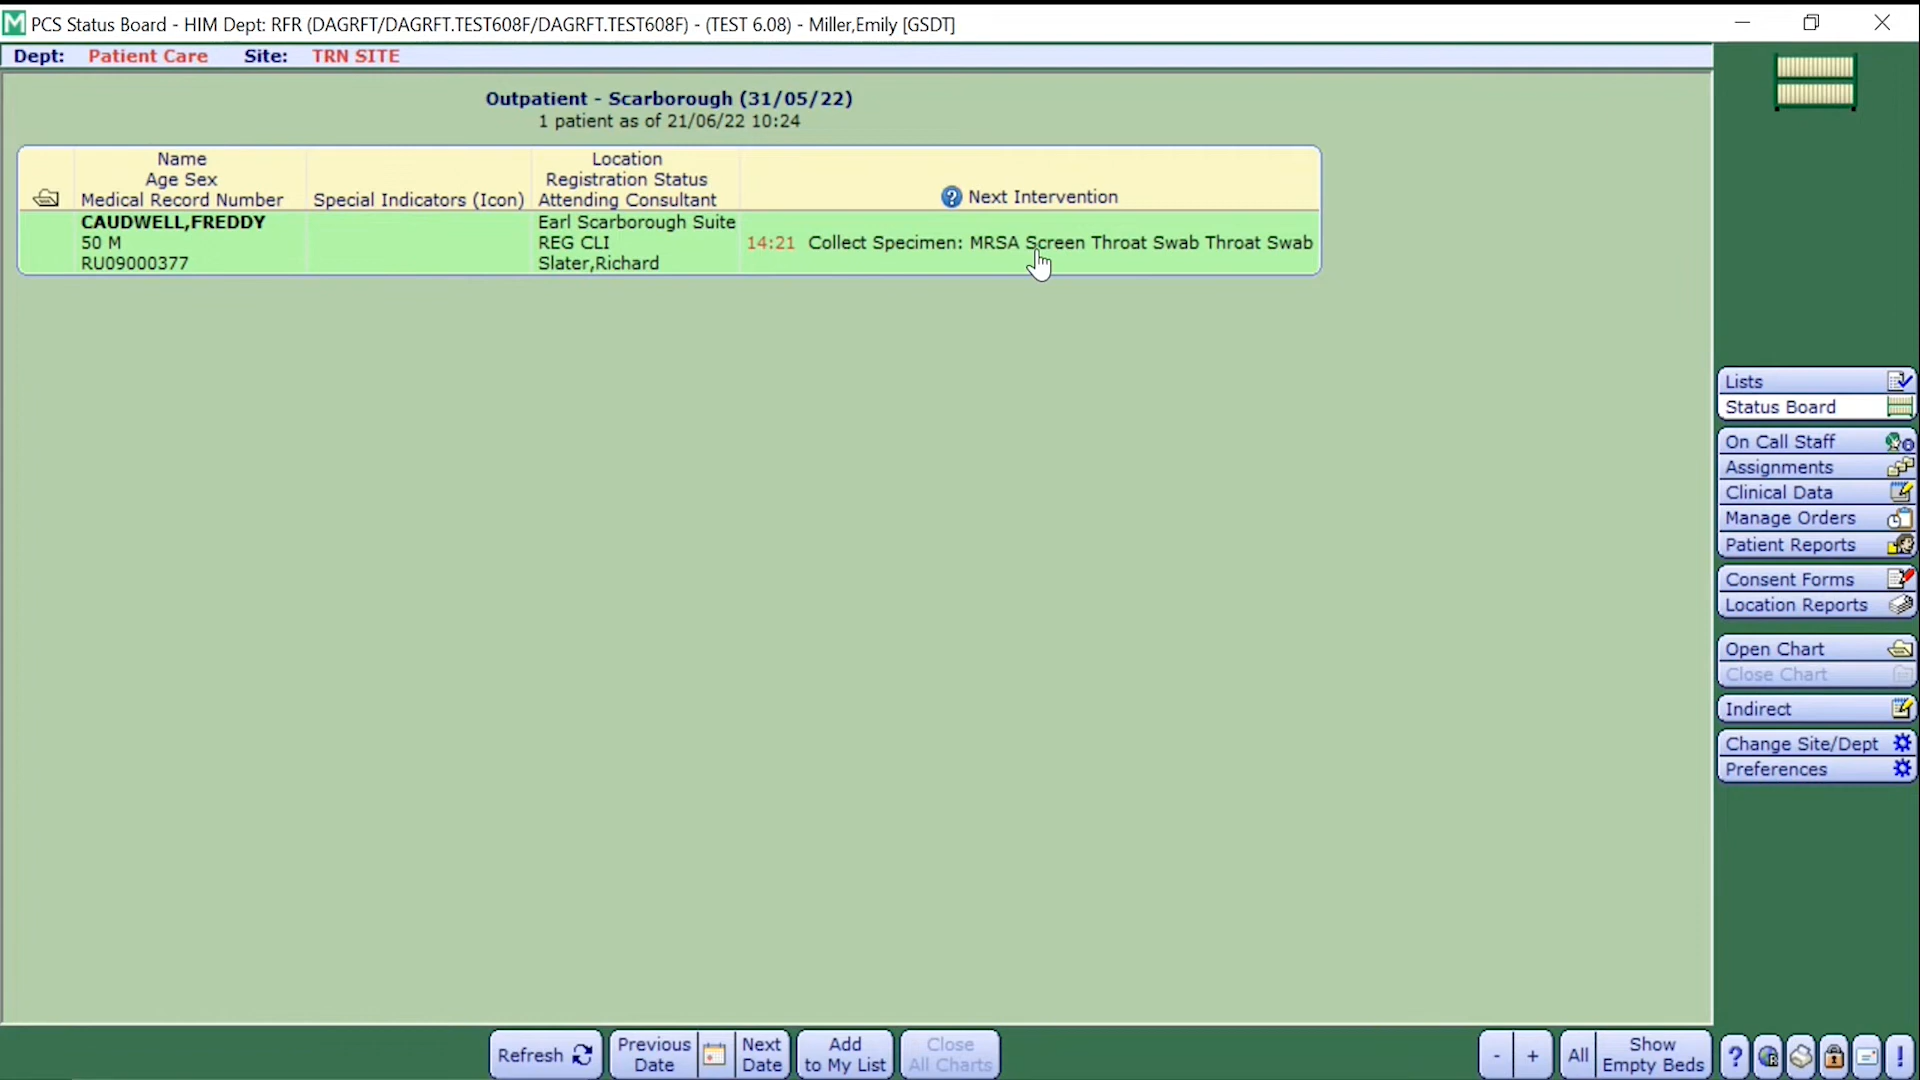 PCS Status Board - HIM Dept: RFR (DAGRFT/DAGRFT.TEST608F/DAGRFT.TEST608F) - (TEST 6.08) - Miller,Emily [GSDT]
Dept: Patient Care Site: TRN SITE
Outpatient - Scarborough (31/05/22)
1 patient as of 21/06/22 10:24
Name
Age Sex
Medical Record Number
Special Indicators (Icon)
Location
Registration Status
Attending Consultant
Next Intervention
CAUDWELL,FREDDY
50 M
RU09000377
Earl Scarborough Suite
REG CLI
Slater,Richard
14:21 Collect Specimen: MRSA Screen Throat Swab Throat Swab
Lists
Status Board
On Call Staff
Assignments
Clinical Data
Manage Orders
Patient Reports
Consent Forms
Location Reports
Open Chart
Close Chart
Indirect
Change Site/Dept
Preferences
Refresh
Previous
Date
Next
Date
Add
to My List
Close
All Charts
- +
All
Show
Empty Beds
? !